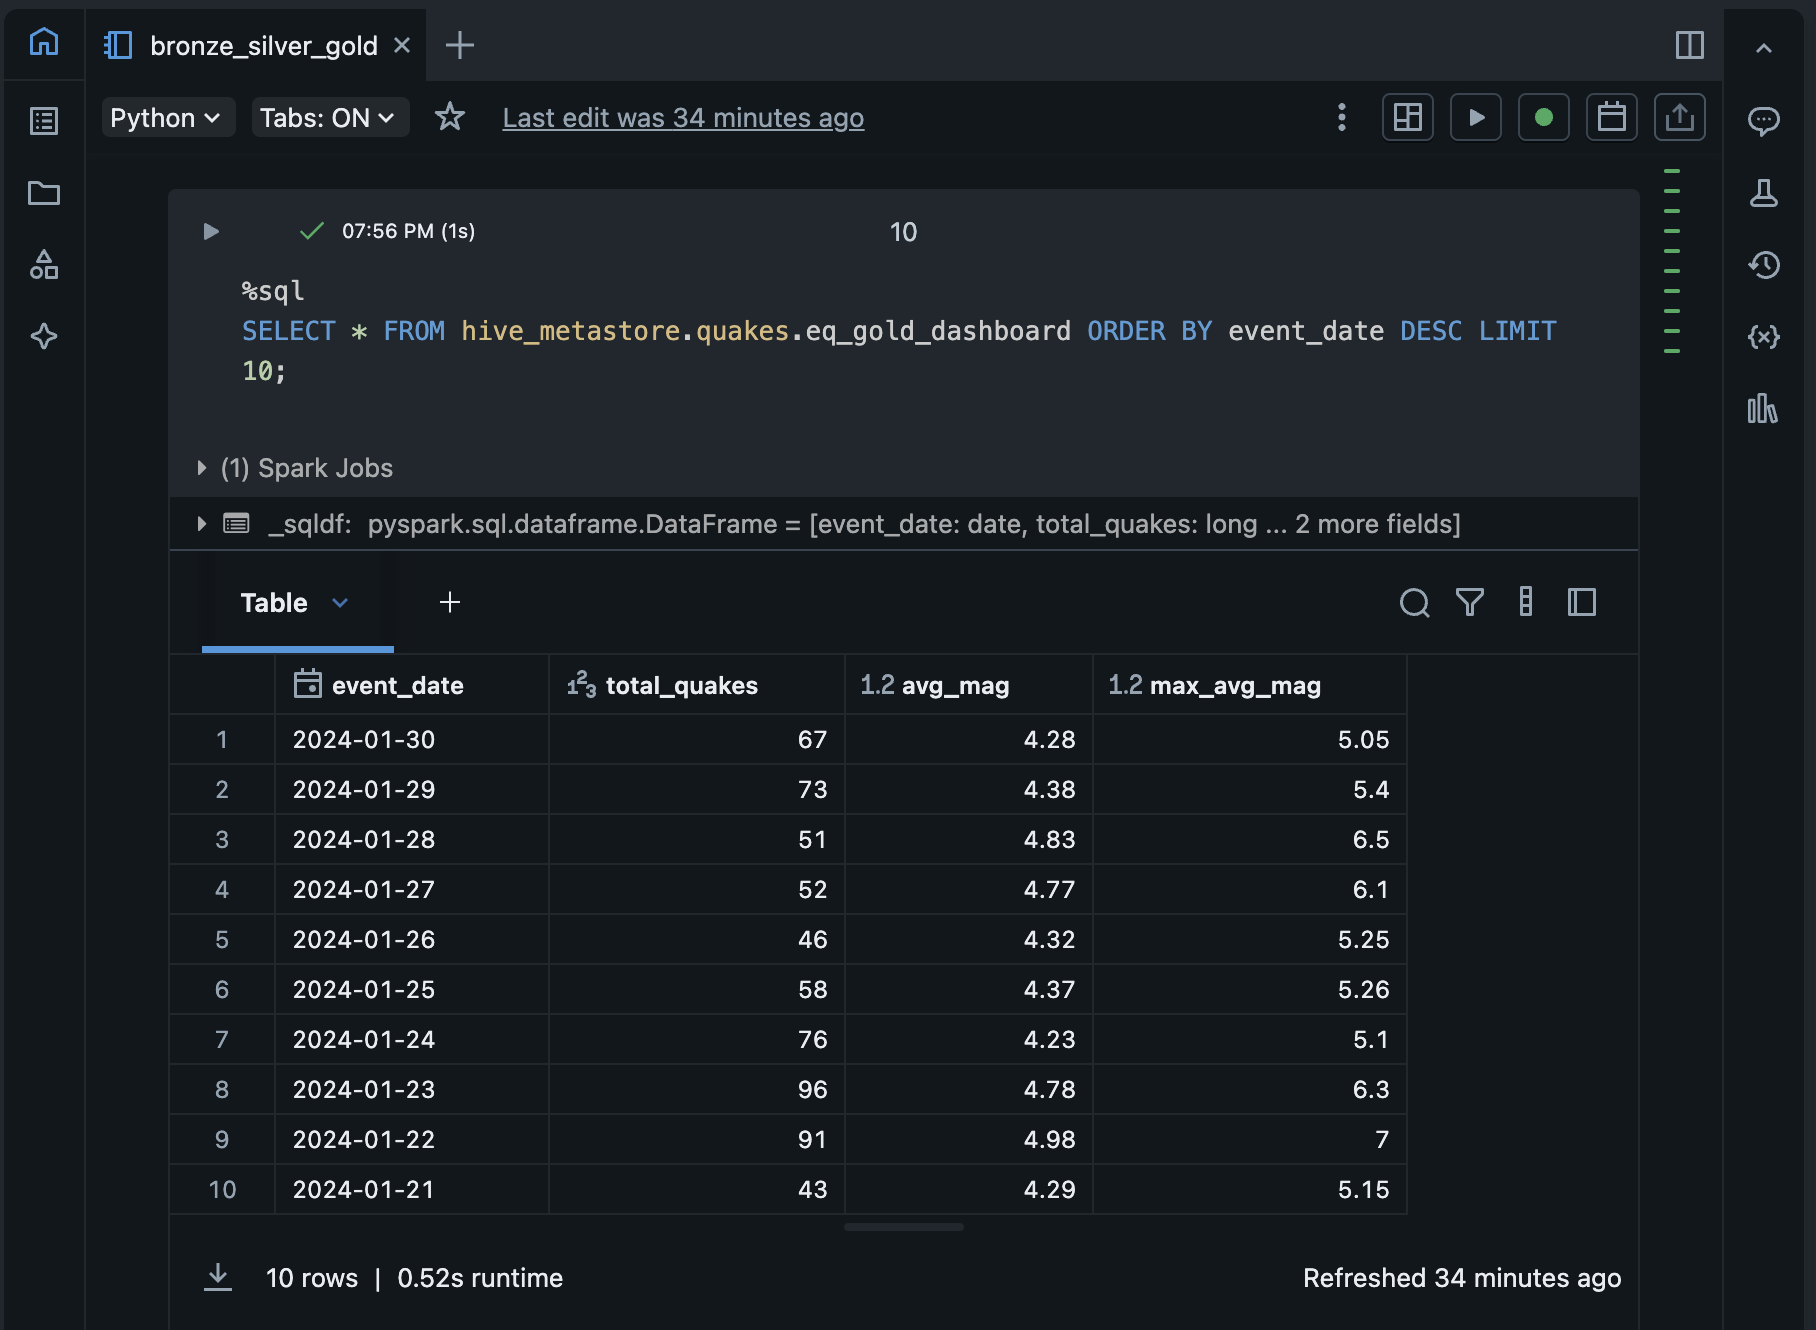 bronze_silver_gold
Python
Tabs: ON
Last edit was 34 minutes ago
07:56 PM (1s)
10
%sql
SELECT * FROM hive_metastore.quakes.eq_gold_dashboard ORDER BY event_date DESC LIMIT
10;
(1) Spark Jobs
_sqldf: pyspark.sql.dataframe.DataFrame = [event_date: date, total_quakes: long ... 2 more fields]
Table
event_date 123 total_quakes 1.2 avg_mag 1.2 max_avg_mag
1 2024-01-30 67 4.28 5.05
2 2024-01-29 73 4.38 5.4
3 2024-01-28 51 4.83 6.5
4 2024-01-27 52 4.77 6.1
5 2024-01-26 46 4.32 5.25
6 2024-01-25 58 4.37 5.26
7 2024-01-24 76 4.23 5.1
8 2024-01-23 96 4.78 6.3
9 2024-01-22 91 4.98 7
10 2024-01-21 43 4.29 5.15
10 rows | 0.52s runtime
Refreshed 34 minutes ago